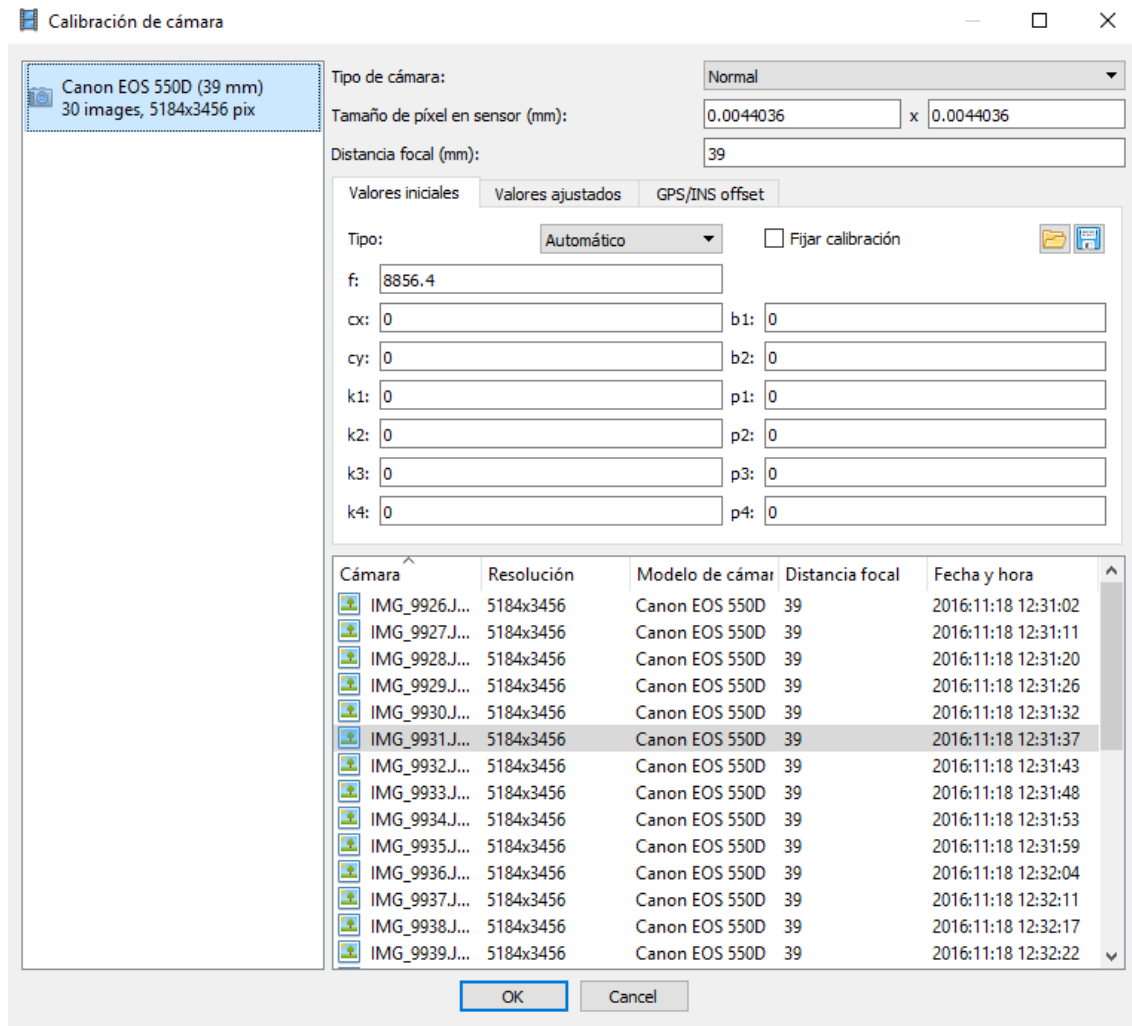 Calibración de cámara
Canon EOS 550D (39 mm)
30 images, 5184x3456 pix
Tipo de cámara: Normal
Tamaño de píxel en sensor (mm): 0.0044036 x 0.0044036
Distancia focal (mm): 39
Valores iniciales Valores ajustados GPS/INS offset
Tipo: Automático Fijar calibración
f: 8856.4
cx: 0 b1: 0
cy: 0 b2: 0
k1: 0 p1: 0
k2: 0 p2: 0
k3: 0 p3: 0
k4: 0 p4: 0
Cámara Resolución Modelo de cámar Distancia focal Fecha y hora
IMG_9926.J... 5184x3456 Canon EOS 550D 39 2016:11:18 12:31:02
IMG_9927.J... 5184x3456 Canon EOS 550D 39 2016:11:18 12:31:11
IMG_9928.J... 5184x3456 Canon EOS 550D 39 2016:11:18 12:31:20
IMG_9929.J... 5184x3456 Canon EOS 550D 39 2016:11:18 12:31:26
IMG_9930.J... 5184x3456 Canon EOS 550D 39 2016:11:18 12:31:32
IMG_9931.J... 5184x3456 Canon EOS 550D 39 2016:11:18 12:31:37
IMG_9932.J... 5184x3456 Canon EOS 550D 39 2016:11:18 12:31:43
IMG_9933.J... 5184x3456 Canon EOS 550D 39 2016:11:18 12:31:48
IMG_9934.J... 5184x3456 Canon EOS 550D 39 2016:11:18 12:31:53
IMG_9935.J... 5184x3456 Canon EOS 550D 39 2016:11:18 12:31:59
IMG_9936.J... 5184x3456 Canon EOS 550D 39 2016:11:18 12:32:04
IMG_9937.J... 5184x3456 Canon EOS 550D 39 2016:11:18 12:32:11
IMG_9938.J... 5184x3456 Canon EOS 550D 39 2016:11:18 12:32:17
IMG_9939.J... 5184x3456 Canon EOS 550D 39 2016:11:18 12:32:22
OK Cancel